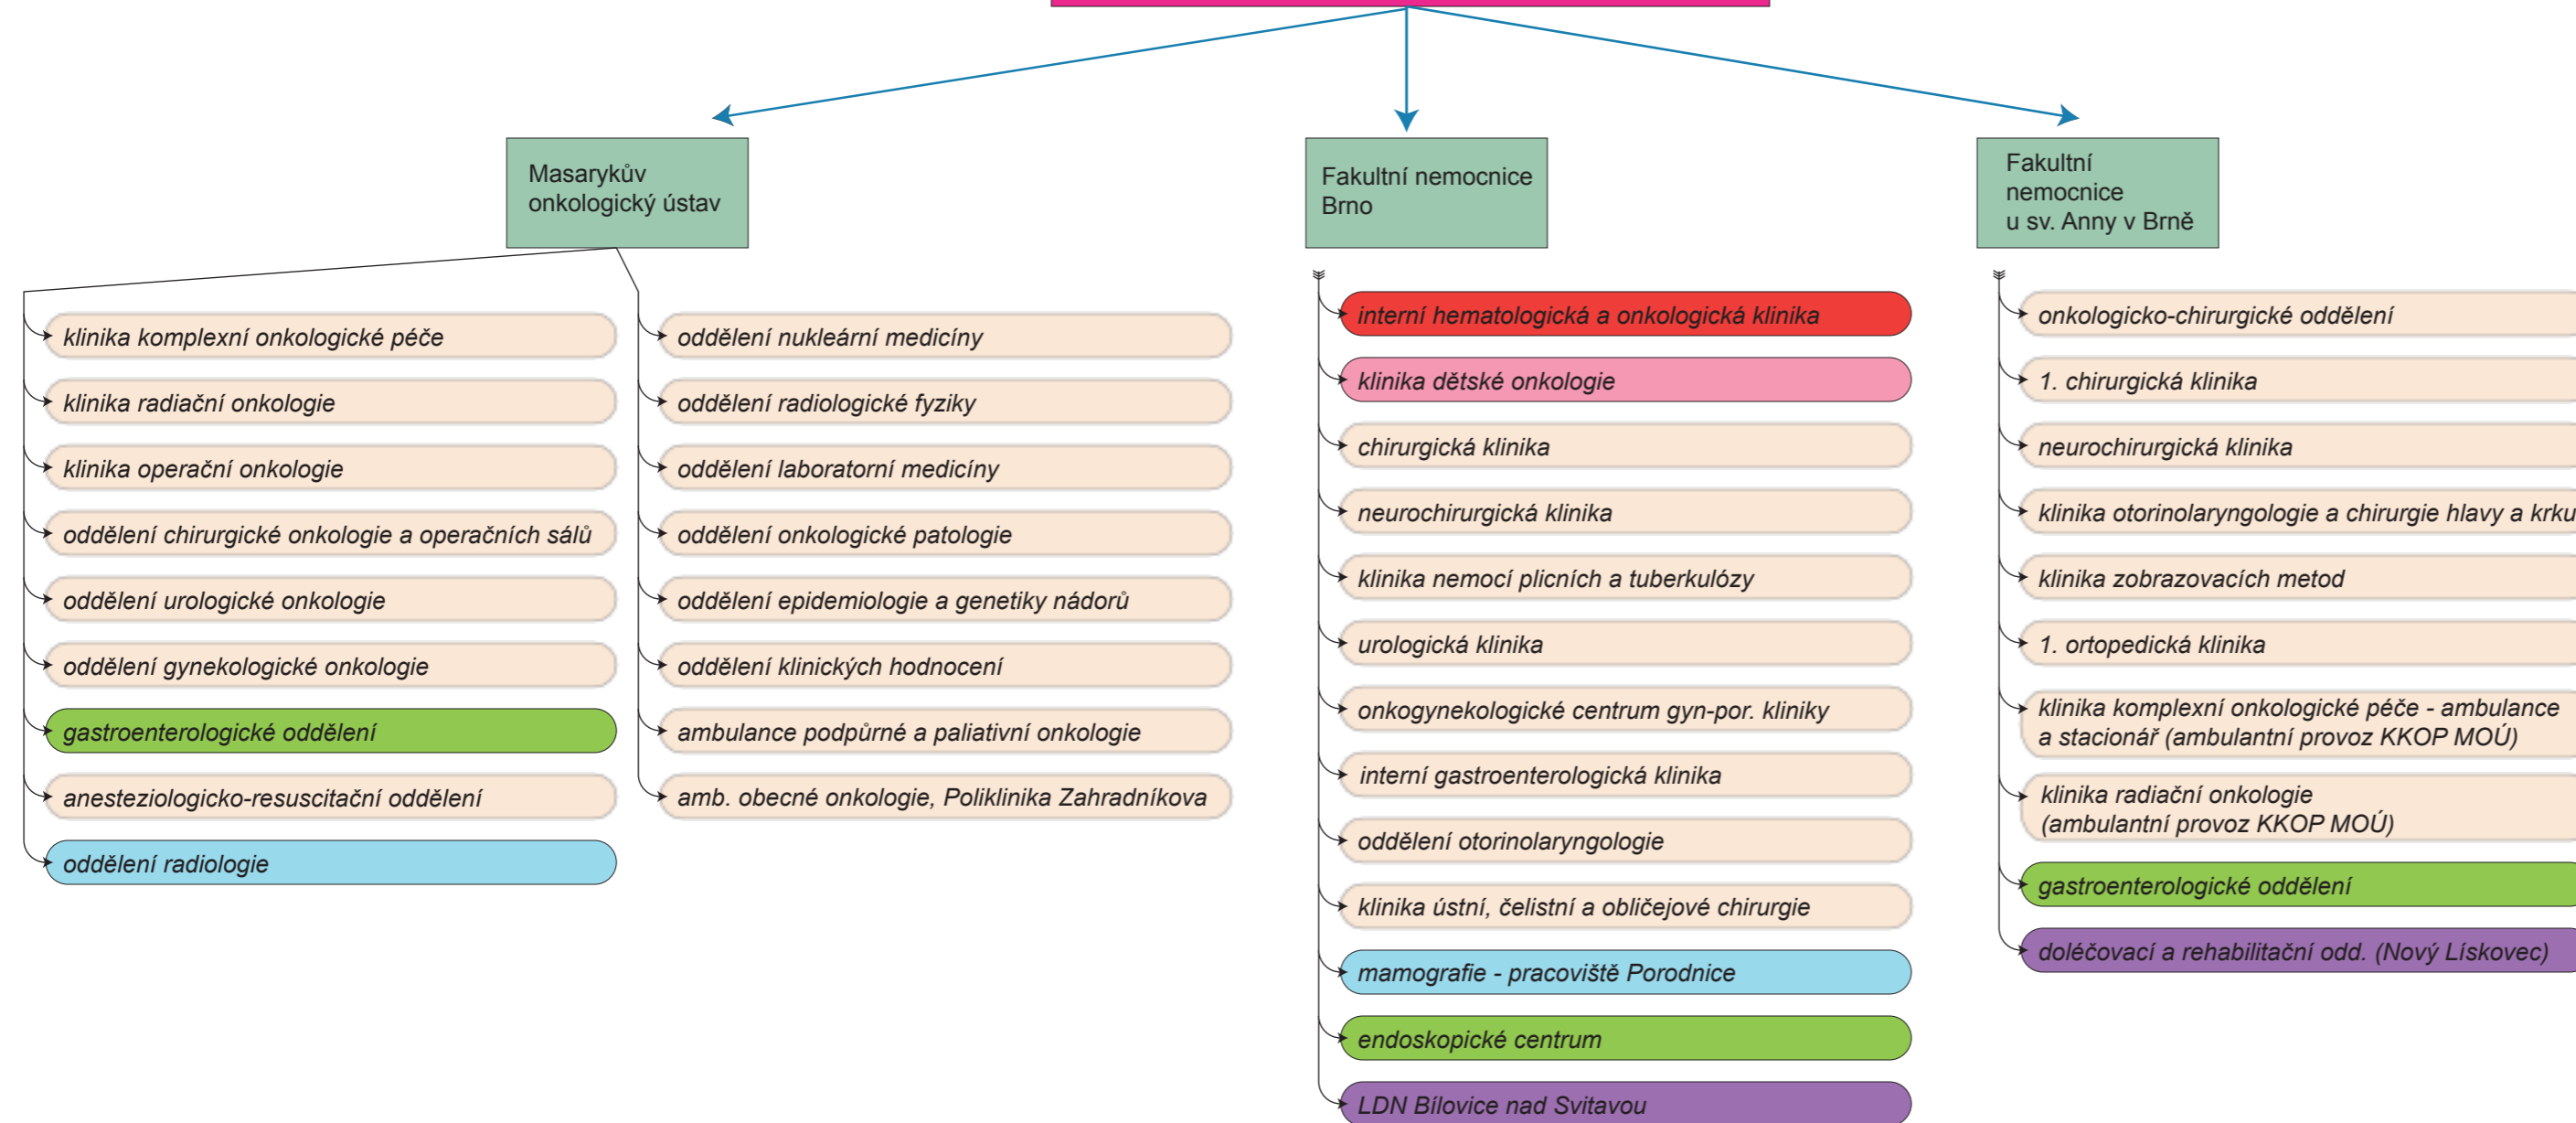 Masarykův
onkologický ústav
klinika komplexní onkologické péče
klinika radiační onkologie
klinika operační onkologie
oddělení chirurgické onkologie a operačních sálů
oddělení urologické onkologie
oddělení gynekologické onkologie
gastroenterologické oddělení
anesteziologicko-resuscitační oddělení
oddělení radiologie
oddělení nukleární medicíny
oddělení radiologické fyziky
oddělení laboratorní medicíny
oddělení onkologické patologie
oddělení epidemiologie a genetiky nádorů
oddělení klinických hodnocení
ambulance podpůrné a paliativní onkologie
amb. obecné onkologie, Poliklinika Zahradníkova
Fakultní nemocnice
Brno
interní hematologická a onkologická klinika
klinika dětské onkologie
chirurgická klinika
neurochirurgická klinika
klinika nemocí plicních a tuberkulózy
urologická klinika
onkogynekologické centrum gyn-por. kliniky
interní gastroenterologická klinika
oddělení otorinolaryngologie
klinika ústní, čelistní a obličejové chirurgie
mamografie - pracoviště Porodnice
endoskopické centrum
LDN Bílovice nad Svitavou
Fakultní
nemocnice
u sv. Anny v Brně
onkologicko-chirurgické oddělení
1. chirurgická klinika
neurochirurgická klinika
klinika otorinolaryngologie a chirurgie hlavy a krku
klinika zobrazovacích metod
1. ortopedická klinika
klinika komplexní onkologické péče - ambulance
a stacionář (ambulantní provoz KKOP MOÚ)
klinika radiační onkologie
(ambulantní provoz KKOP MOÚ)
gastroenterologické oddělení
doléčovací a rehabilitační odd. (Nový Lískovec)